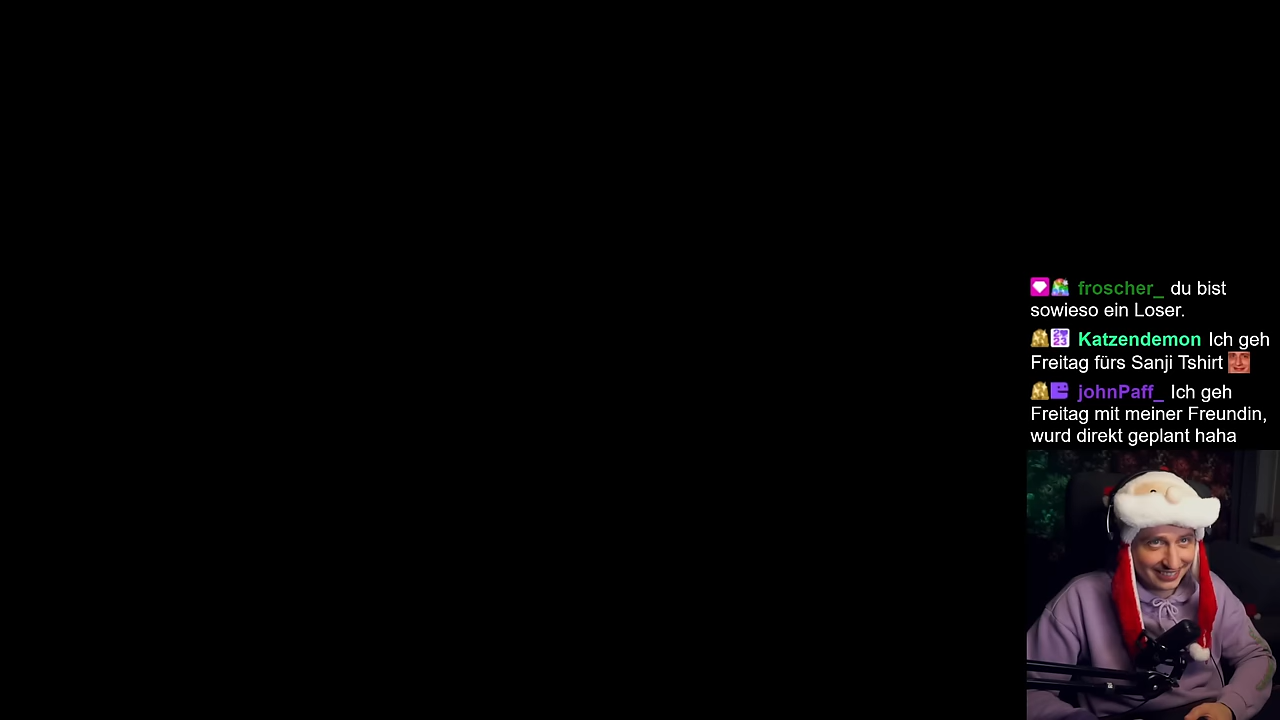 froscher_ du bist
sowieso ein Loser.
Katzendemon Ich geh
Freitag fürs Sanji Tshirt
johnPaff_ Ich geh
Freitag mit meiner Freundin,
wurd direkt geplant haha